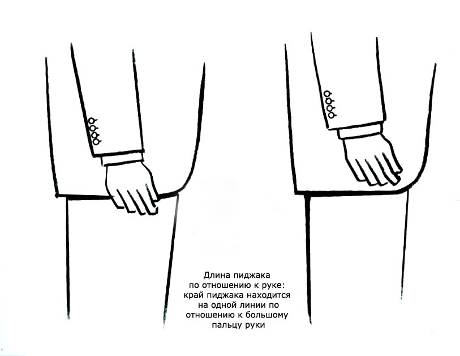 Длина пиджака
по отношению к руке:
край пиджака находится
на одной линии по
отношению к большому
пальцу руки